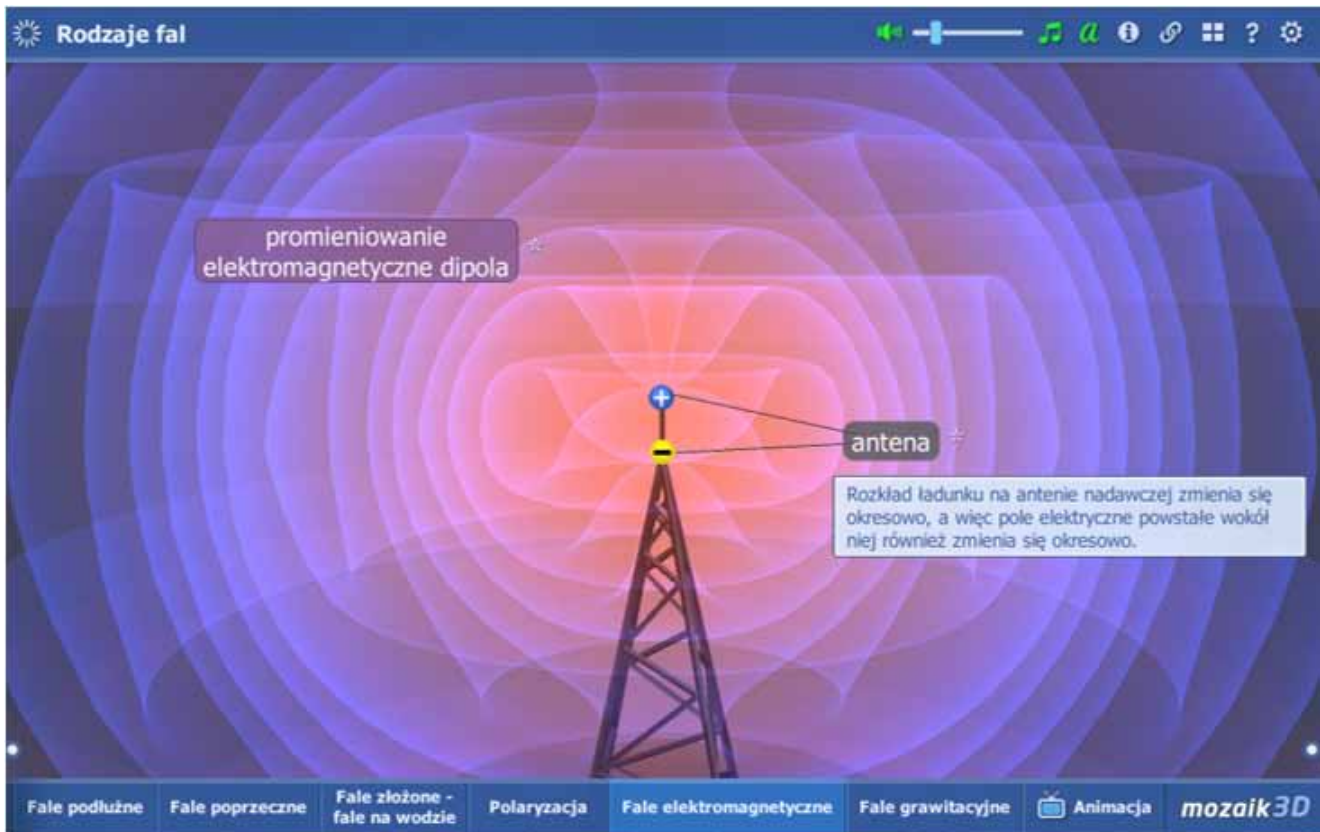 Rodzaje fal
promieniowanie
elektromagnetyczne dipola
antena
Rozkład ładunku na antenie nadawczej zmienia się
okresowo, a więc pole elektryczne powstałe wokół
niej również zmienia się okresowo.
Fale podłużne
Fale poprzeczne
Fale złożone -
fale na wodzie
Polaryzacja
Fale elektromagnetyczne
Fale grawitacyjne
Animacja
mozaik3D